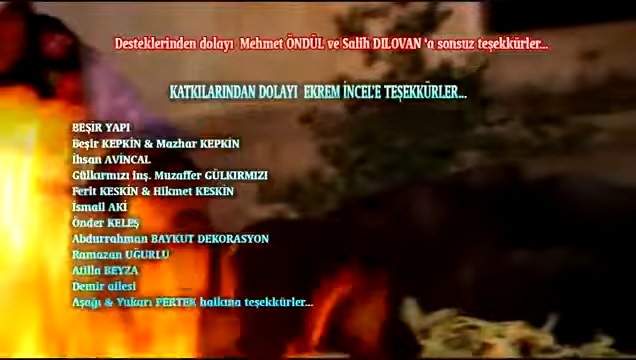 Desteklerinden dolayı Mehmet ÖNDÜL ve Salih DILOVAN 'a sonsuz teşekkürler...
KATKILARINDAN DOLAYI EKREM İNCEL'E TEŞEKKÜRLER...
BEŞİR YAPI
Beşir KEPKİN & Mazhar KEPKİN
İhsan AVİNCAL
Gülkırmızı inş. Muzaffer GÜLKIRMIZI
Ferit KESKİN & Hikmet KESKİN
İsmail AKİ
Önder KELEŞ
Abdurrahman BAYKUT DEKORASYON
Ramazan UĞURLU
Atilla BEYZA
Demir ailesi
Aşağı & Yukarı PERTEK halkına teşekkürler...